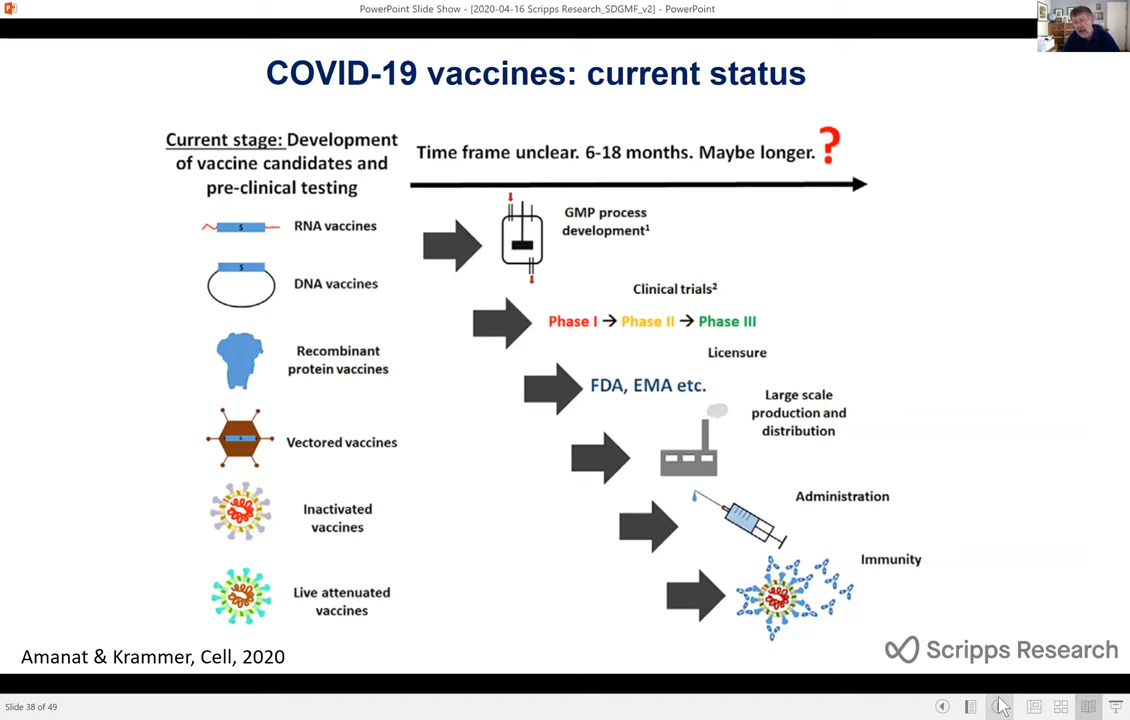 PowerPoint Slide Show - [2020-04-16 Scripps Research_SDGMF_v2] - PowerPoint
COVID-19 vaccines: current status
Current stage: Development
of vaccine candidates and
pre-clinical testing
Time frame unclear. 6-18 months. Maybe longer. ?
S
RNA vaccines
GMP process
development¹
S
DNA vaccines
Clinical trials²
Phase I → Phase II → Phase III
Recombinant
protein vaccines
Licensure
FDA, EMA etc.
Large scale
production and
distribution
S
Vectored vaccines
Administration
Inactivated
vaccines
Immunity
Live attenuated
vaccines
Amanat & Krammer, Cell, 2020
Scripps Research
Slide 38 of 49